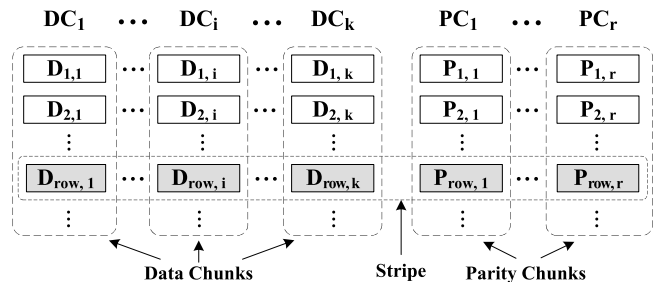 DC1 ... DCi ... DCk PC1 ... PCr
D1,1 ... D1, i ... D1, k P1, 1 ... P1, r
D2,1 ... D2, i ... D2, k P2, 1 ... P2, r
Drow, 1 ... Drow, i ... Drow, k Prow, 1 ... Prow, r
Data Chunks Stripe Parity Chunks